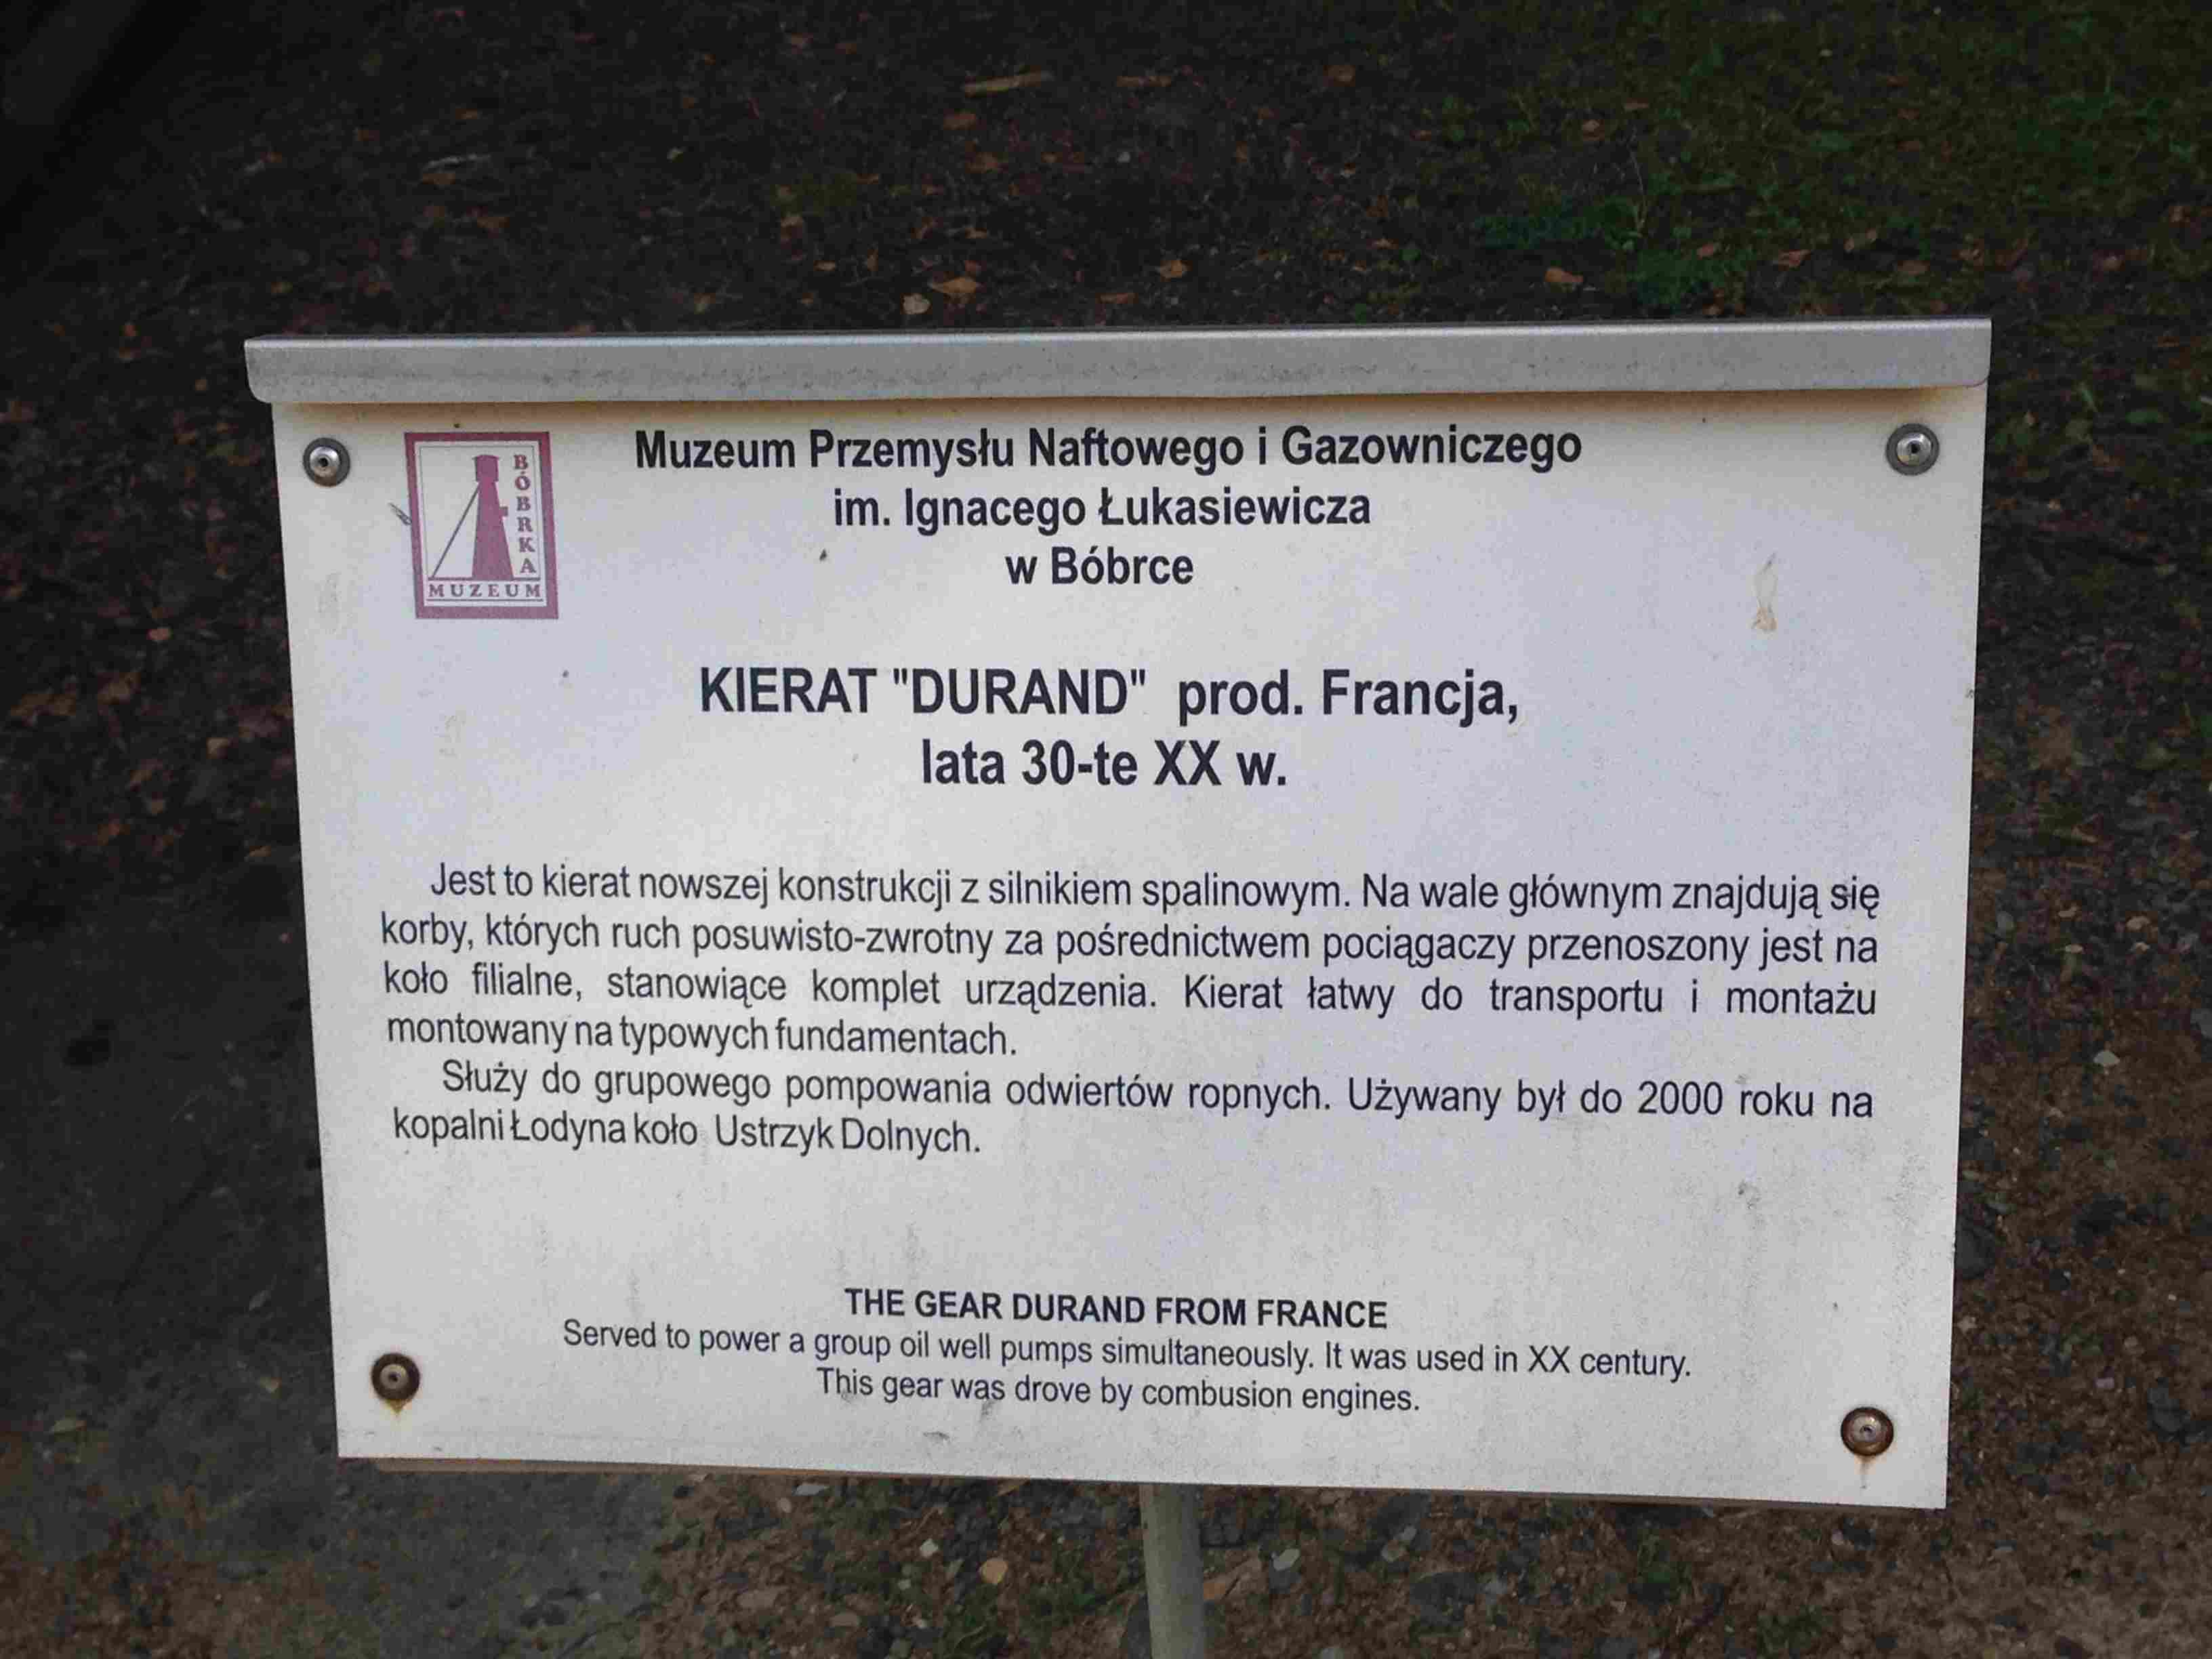 BÓBRKA
MUZEUM
Muzeum Przemysłu Naftowego i Gazowniczego
im. Ignacego Łukasiewicza
w Bóbrce
KIERAT "DURAND" prod. Francja,
lata 30-te XX w.
Jest to kierat nowszej konstrukcji z silnikiem spalinowym. Na wale głównym znajdują się
korby, których ruch posuwisto-zwrotny za pośrednictwem pociągaczy przenoszony jest na
koło filialne, stanowiące komplet urządzenia. Kierat łatwy do transportu i montażu
montowany na typowych fundamentach.
Służy do grupowego pompowania odwiertów ropnych. Używany był do 2000 roku na
kopalni Łodyna koło Ustrzyk Dolnych.
THE GEAR DURAND FROM FRANCE
Served to power a group oil well pumps simultaneously. It was used in XX century.
This gear was drove by combusion engines.